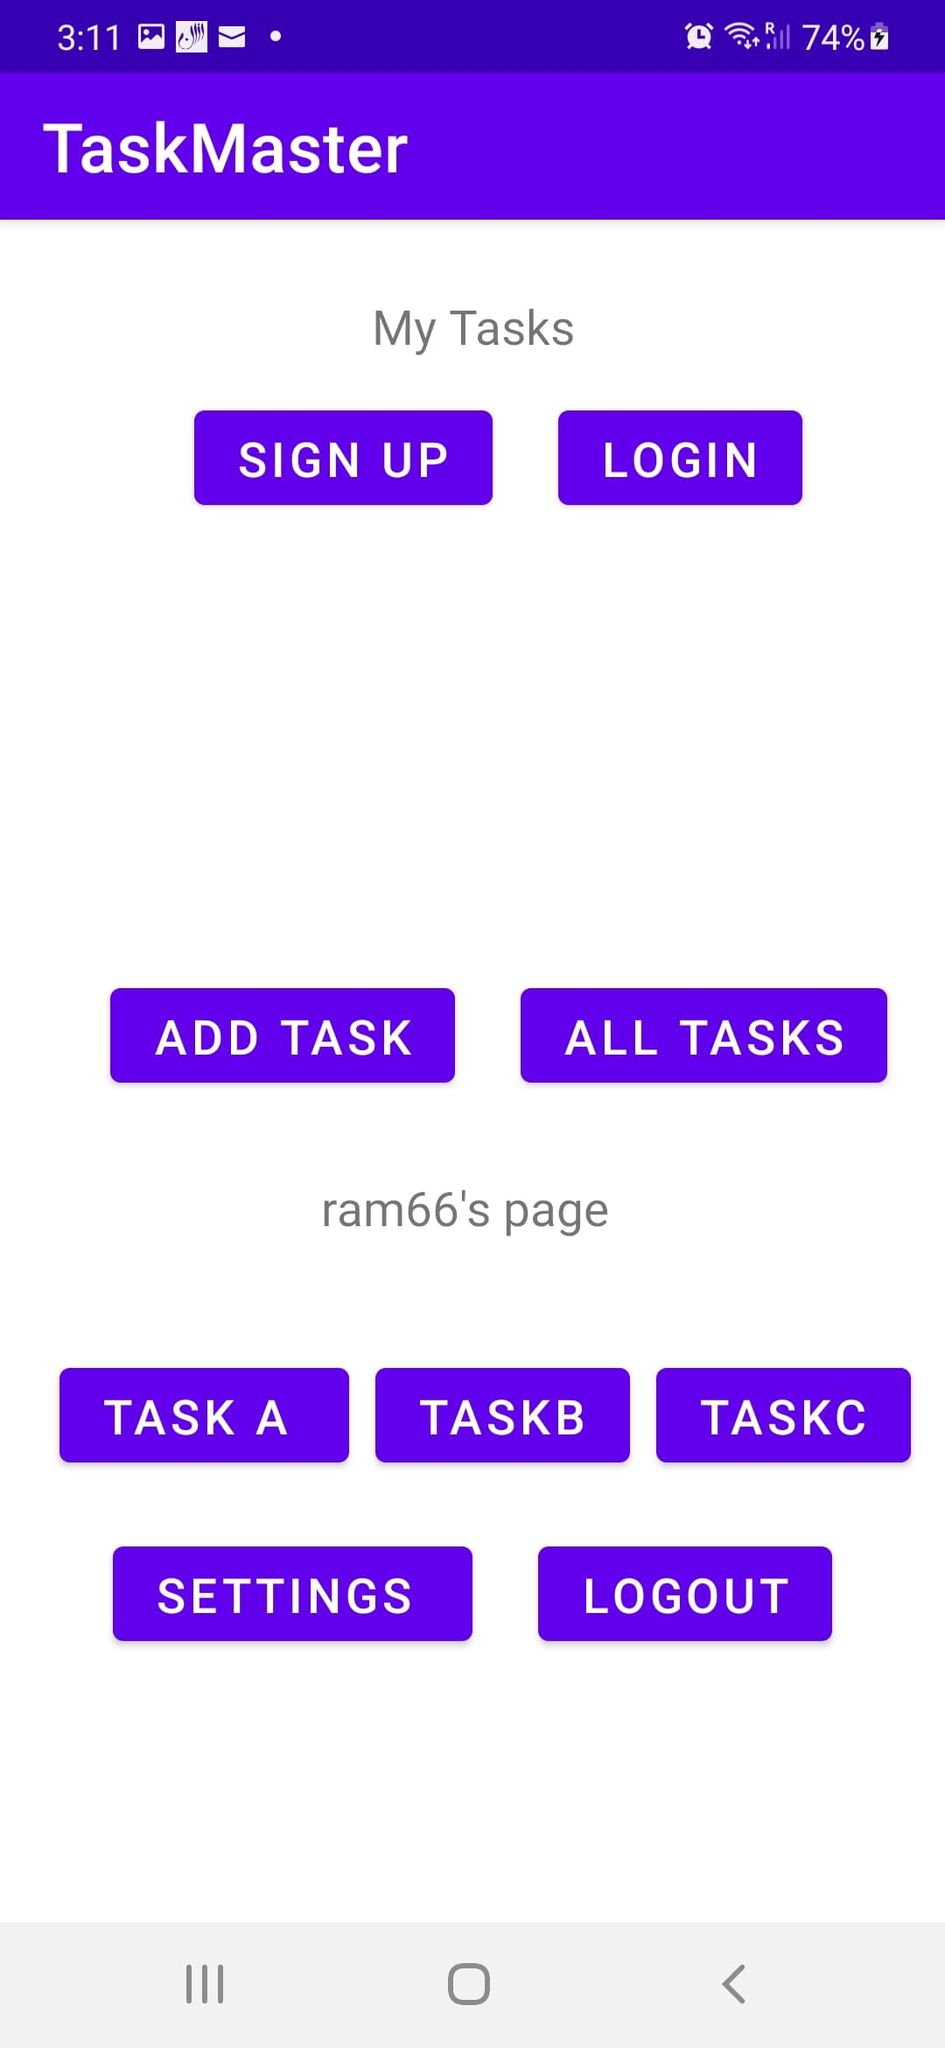 3:11 R 74%
TaskMaster
My Tasks
SIGN UP LOGIN
ADD TASK ALL TASKS
ram66's page
TASK A TASKB TASKC
SETTINGS LOGOUT